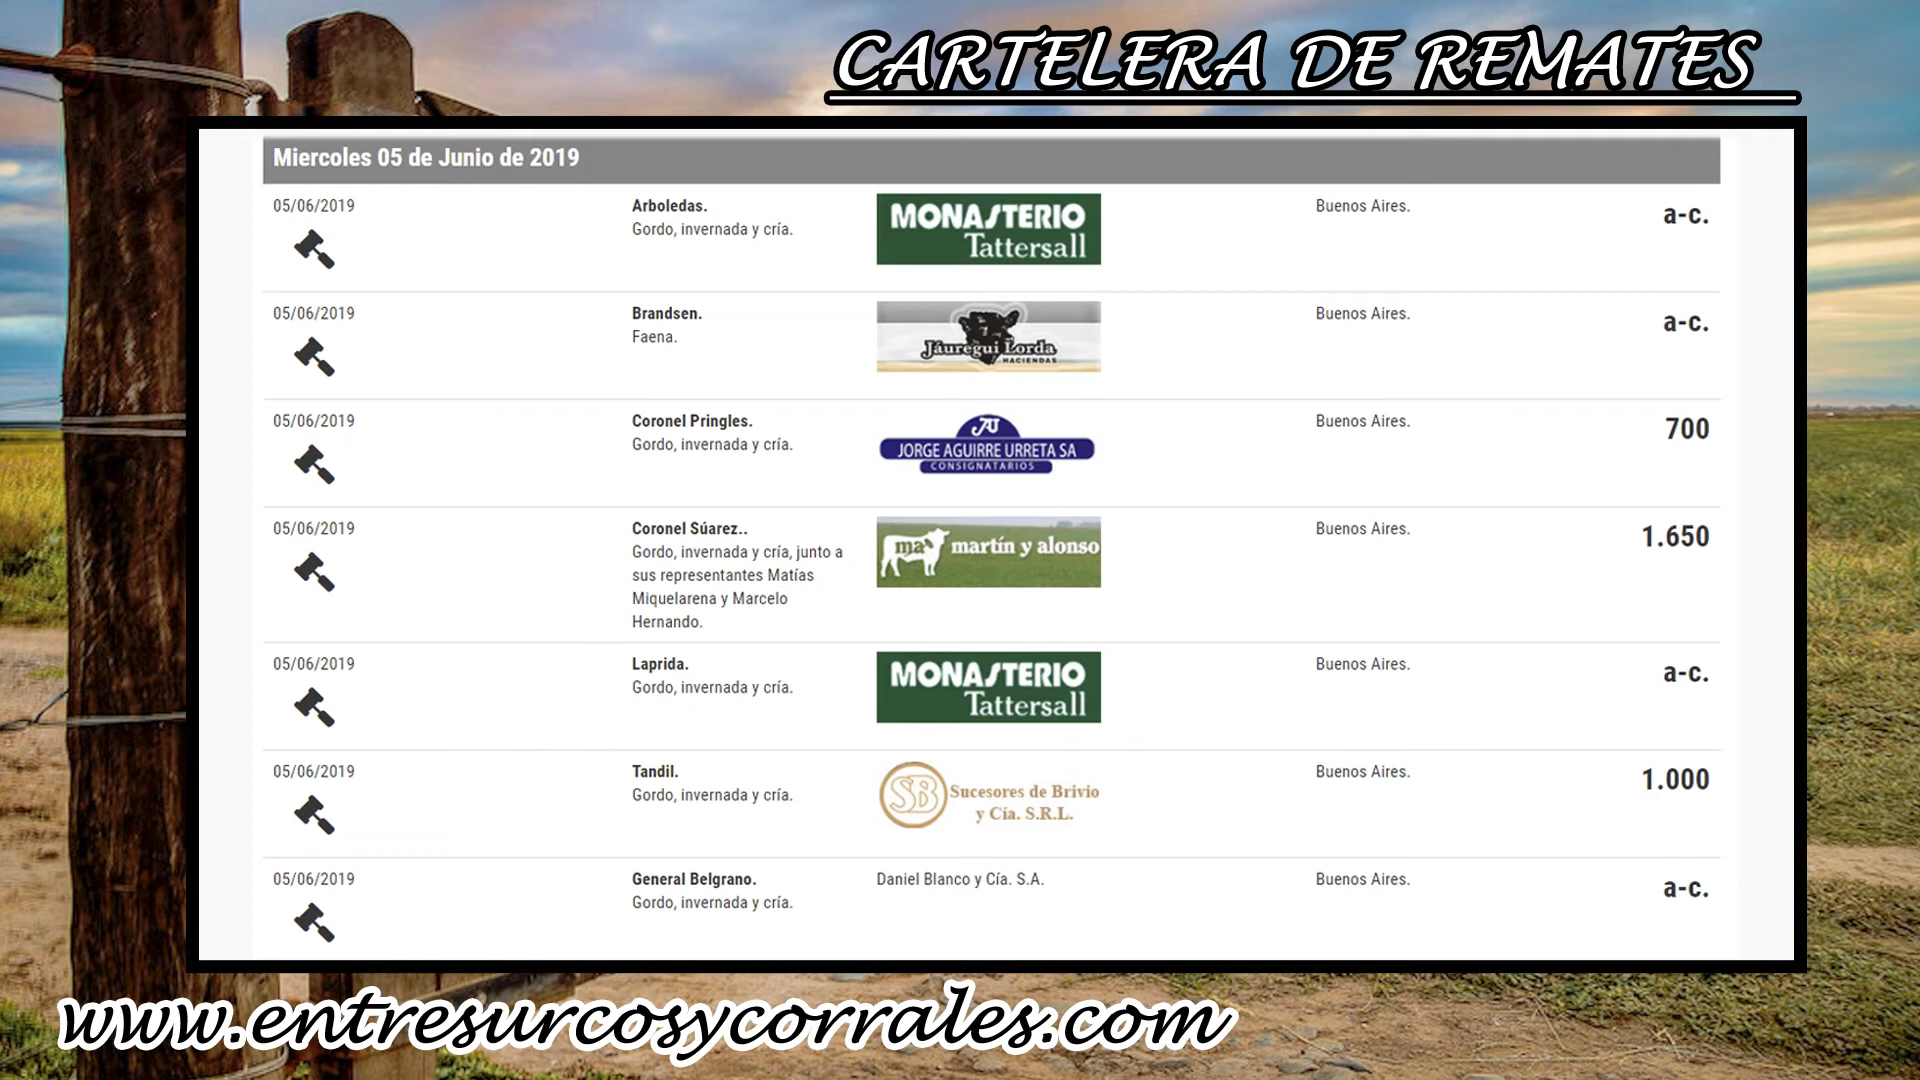 CARTELERA DE REMATES
Miercoles 05 de Junio de 2019
05/06/2019
Arboledas.
Gordo, invernada y cría.
MONASTERIO
Tattersall
Buenos Aires.
a-c.
05/06/2019
Brandsen.
Faena.
Jáuregui Lorda
HACIENDAS
Buenos Aires.
a-c.
05/06/2019
Coronel Pringles.
Gordo, invernada y cría.
JAU
JORGE AGUIRRE URRETA SA
CONSIGNATARIOS
Buenos Aires.
700
05/06/2019
Coronel Súarez..
Gordo, invernada y cría, junto a
sus representantes Matías
Miquelarena y Marcelo
Hernando.
ma martín y alonso
Buenos Aires.
1.650
05/06/2019
Laprida.
Gordo, invernada y cría.
MONASTERIO
Tattersall
Buenos Aires.
a-c.
05/06/2019
Tandil.
Gordo, invernada y cría.
SB
Sucesores de Brivio
y Cía. S.R.L.
Buenos Aires.
1.000
05/06/2019
General Belgrano.
Gordo, invernada y cría.
Daniel Blanco y Cía. S.A.
Buenos Aires.
a-c.
www.entresurcosycorrales.com